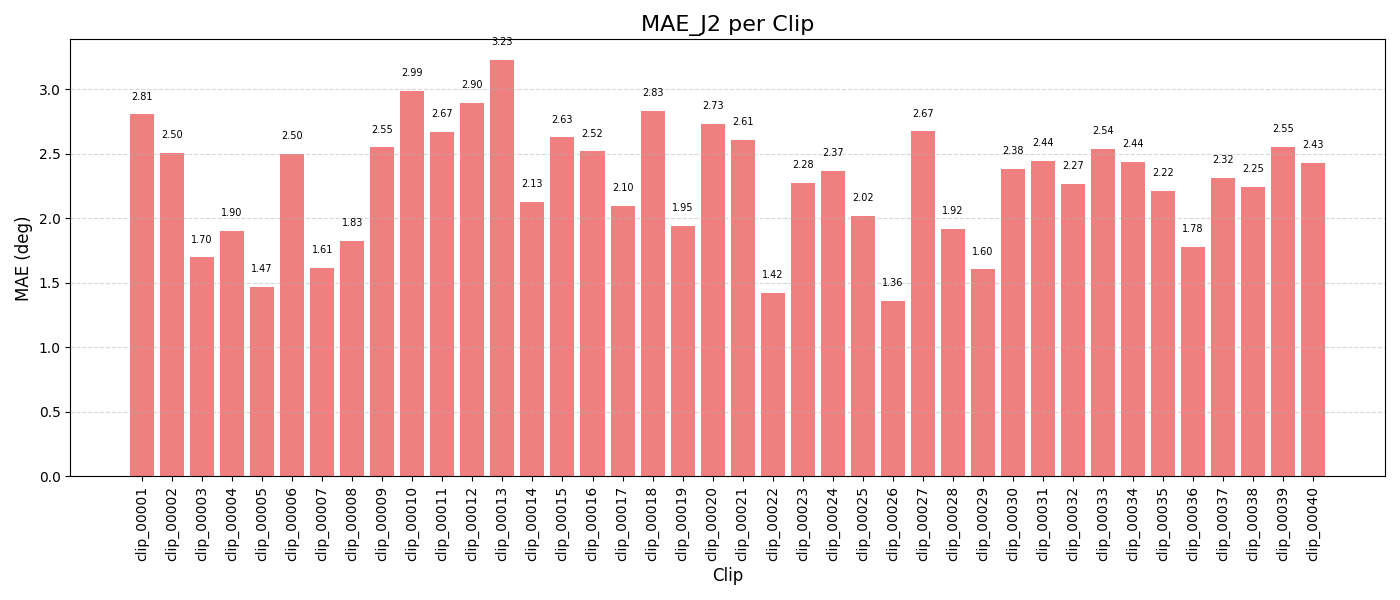 MAE_J2 per Clip
MAE (deg)
3.0
2.5
2.0
1.5
1.0
0.5
0.0
2.81
2.50
1.70
1.90
1.47
2.50
1.61
1.83
2.55
2.99
2.67
2.90
3.23
2.13
2.63
2.52
2.10
2.83
1.95
2.73
2.61
1.42
2.28
2.37
2.02
1.36
2.67
1.92
1.60
2.38
2.44
2.27
2.54
2.44
2.22
1.78
2.32
2.25
2.55
2.43
clip_00001
clip_00002
clip_00003
clip_00004
clip_00005
clip_00006
clip_00007
clip_00008
clip_00009
clip_00010
clip_00011
clip_00012
clip_00013
clip_00014
clip_00015
clip_00016
clip_00017
clip_00018
clip_00019
clip_00020
clip_00021
clip_00022
clip_00023
clip_00024
clip_00025
clip_00026
clip_00027
clip_00028
clip_00029
clip_00030
clip_00031
clip_00032
clip_00033
clip_00034
clip_00035
clip_00036
clip_00037
clip_00038
clip_00039
clip_00040
Clip